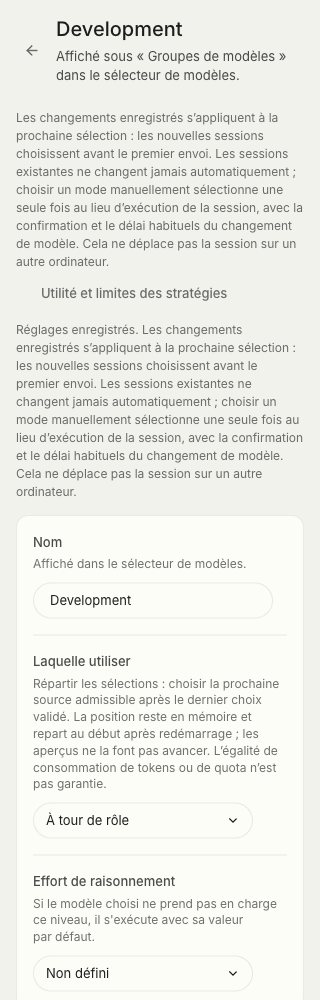 Development
Affiché sous « Groupes de modèles »
dans le sélecteur de modèles.
Les changements enregistrés s’appliquent à la
prochaine sélection : les nouvelles sessions
choisissent avant le premier envoi. Les sessions
existantes ne changent jamais automatiquement ;
choisir un mode manuellement sélectionne une
seule fois au lieu d’exécution de la session, avec la
confirmation et le délai habituels du changement
de modèle. Cela ne déplace pas la session sur un
autre ordinateur.
Utilité et limites des stratégies
Réglages enregistrés. Les changements
enregistrés s’appliquent à la prochaine sélection :
les nouvelles sessions choisissent avant le
premier envoi. Les sessions existantes ne
changent jamais automatiquement ; choisir un
mode manuellement sélectionne une seule fois au
lieu d’exécution de la session, avec la confirmation
et le délai habituels du changement de modèle.
Cela ne déplace pas la session sur un autre
ordinateur.
Nom
Affiché dans le sélecteur de modèles.
Development
Laquelle utiliser
Répartir les sélections : choisir la prochaine
source admissible après le dernier choix
validé. La position reste en mémoire et
repart au début après redémarrage ; les
aperçus ne la font pas avancer. L’égalité de
consommation de tokens ou de quota n’est
pas garantie.
À tour de rôle
Effort de raisonnement
Si le modèle choisi ne prend pas en charge
ce niveau, il s'exécute avec sa valeur
par défaut.
Non défini